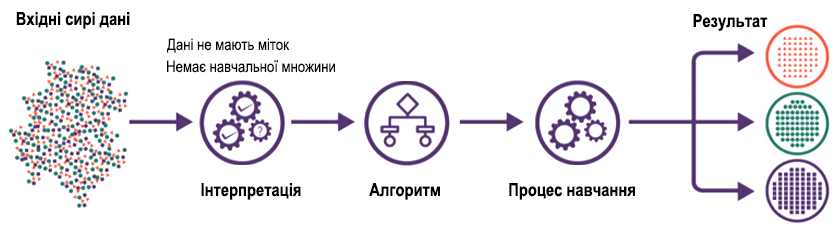 Вхідні сирі дані
Результат
Дані не мають міток
Немає навчальної множини
?
Інтерпретація
Алгоритм
Процес навчання